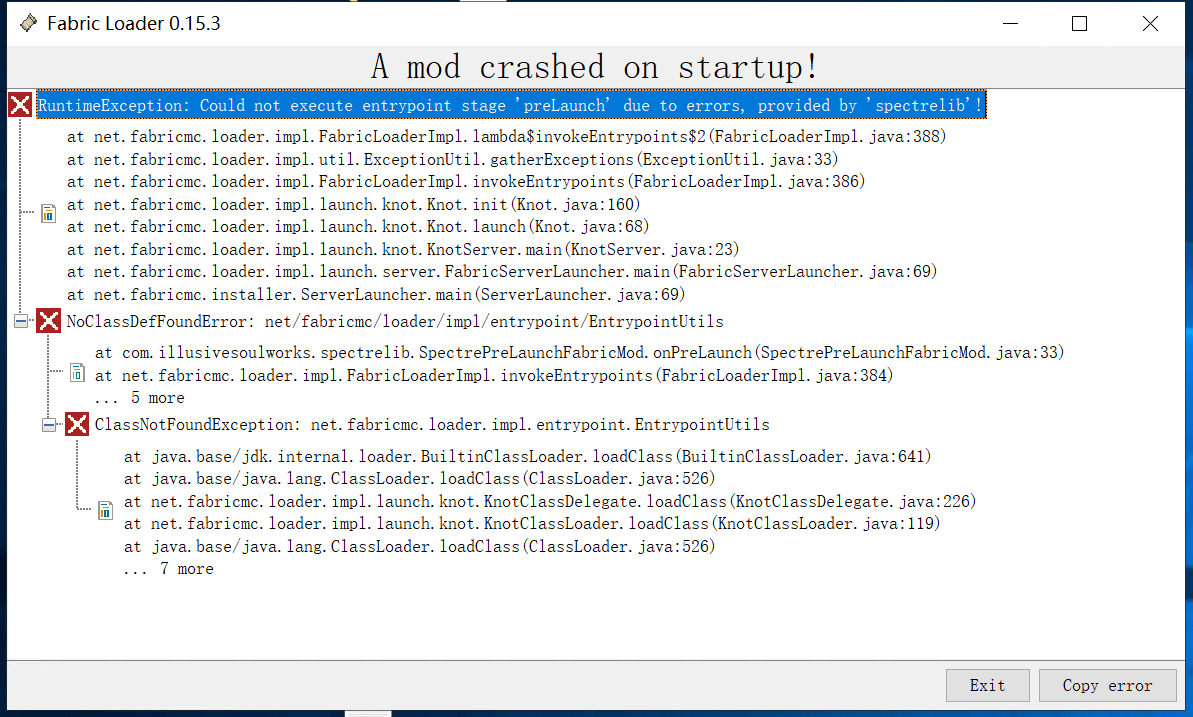 Fabric Loader 0.15.3
A mod crashed on startup!
RuntimeException: Could not execute entrypoint stage 'preLaunch' due to errors, provided by 'spectrelib'!
at net.fabricmc.loader.impl.FabricLoaderImpl.lambda$invokeEntrypoints$2(FabricLoaderImpl.java:388)
at net.fabricmc.loader.impl.util.ExceptionUtil.gatherExceptions(ExceptionUtil.java:33)
at net.fabricmc.loader.impl.FabricLoaderImpl.invokeEntrypoints(FabricLoaderImpl.java:386)
at net.fabricmc.loader.impl.launch.knot.Knot.init(Knot.java:160)
at net.fabricmc.loader.impl.launch.knot.Knot.launch(Knot.java:68)
at net.fabricmc.loader.impl.launch.knot.KnotServer.main(KnotServer.java:23)
at net.fabricmc.loader.impl.launch.server.FabricServerLauncher.main(FabricServerLauncher.java:69)
at net.fabricmc.installer.ServerLauncher.main(ServerLauncher.java:69)
NoClassDefFoundError: net/fabricmc/loader/impl/entrypoint/EntrypointUtils
at com.illusivesoulworks.spectrelib.SpectrePreLaunchFabricMod.onPreLaunch(SpectrePreLaunchFabricMod.java:33)
at net.fabricmc.loader.impl.FabricLoaderImpl.invokeEntrypoints(FabricLoaderImpl.java:384)
... 5 more
ClassNotFoundException: net.fabricmc.loader.impl.entrypoint.EntrypointUtils
at java.base/jdk.internal.loader.BuiltinClassLoader.loadClass(BuiltinClassLoader.java:641)
at java.base/java.lang.ClassLoader.loadClass(ClassLoader.java:526)
at net.fabricmc.loader.impl.launch.knot.KnotClassDelegate.loadClass(KnotClassDelegate.java:226)
at net.fabricmc.loader.impl.launch.knot.KnotClassLoader.loadClass(KnotClassLoader.java:119)
at java.base/java.lang.ClassLoader.loadClass(ClassLoader.java:526)
... 7 more
Exit
Copy error